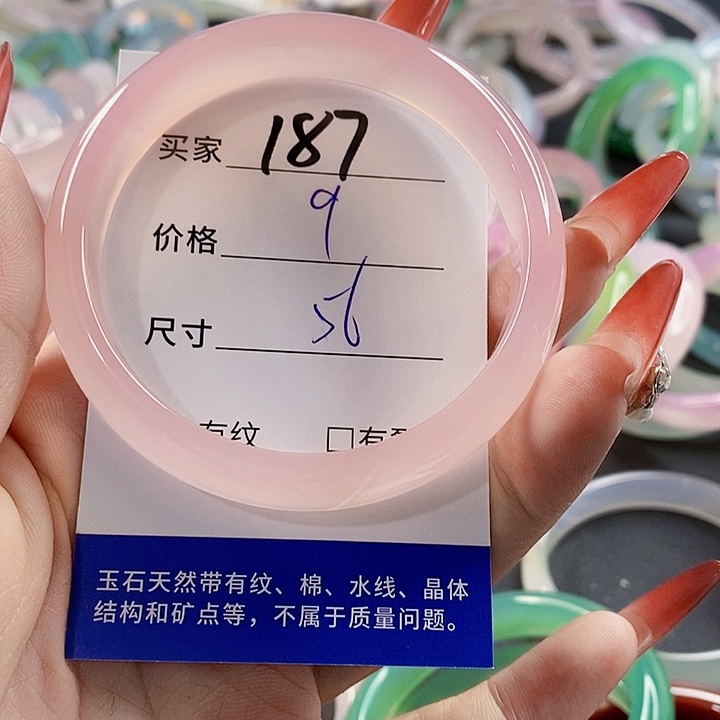 买家 187
价格 9
尺寸 56
有纹 □有
玉石天然带有纹、棉、水线、晶体
结构和矿点等，不属于质量问题。